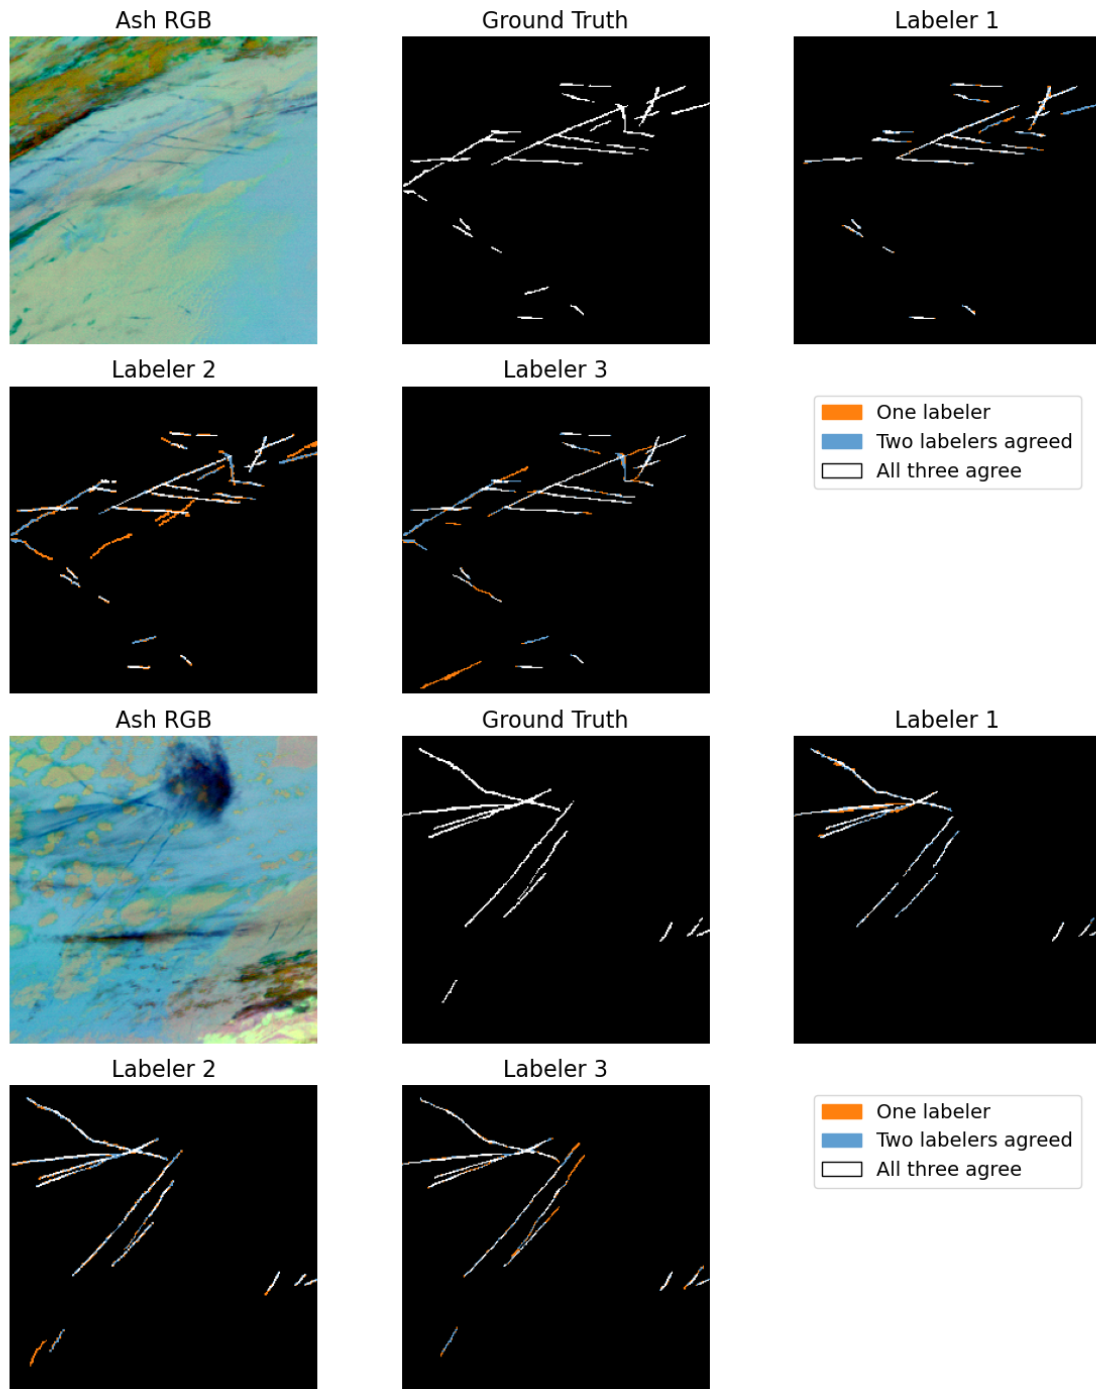 Ash RGB
Ground Truth
Labeler 1
Labeler 2
Labeler 3
One labeler
Two labelers agreed
All three agree
Ash RGB
Ground Truth
Labeler 1
Labeler 2
Labeler 3
One labeler
Two labelers agreed
All three agree